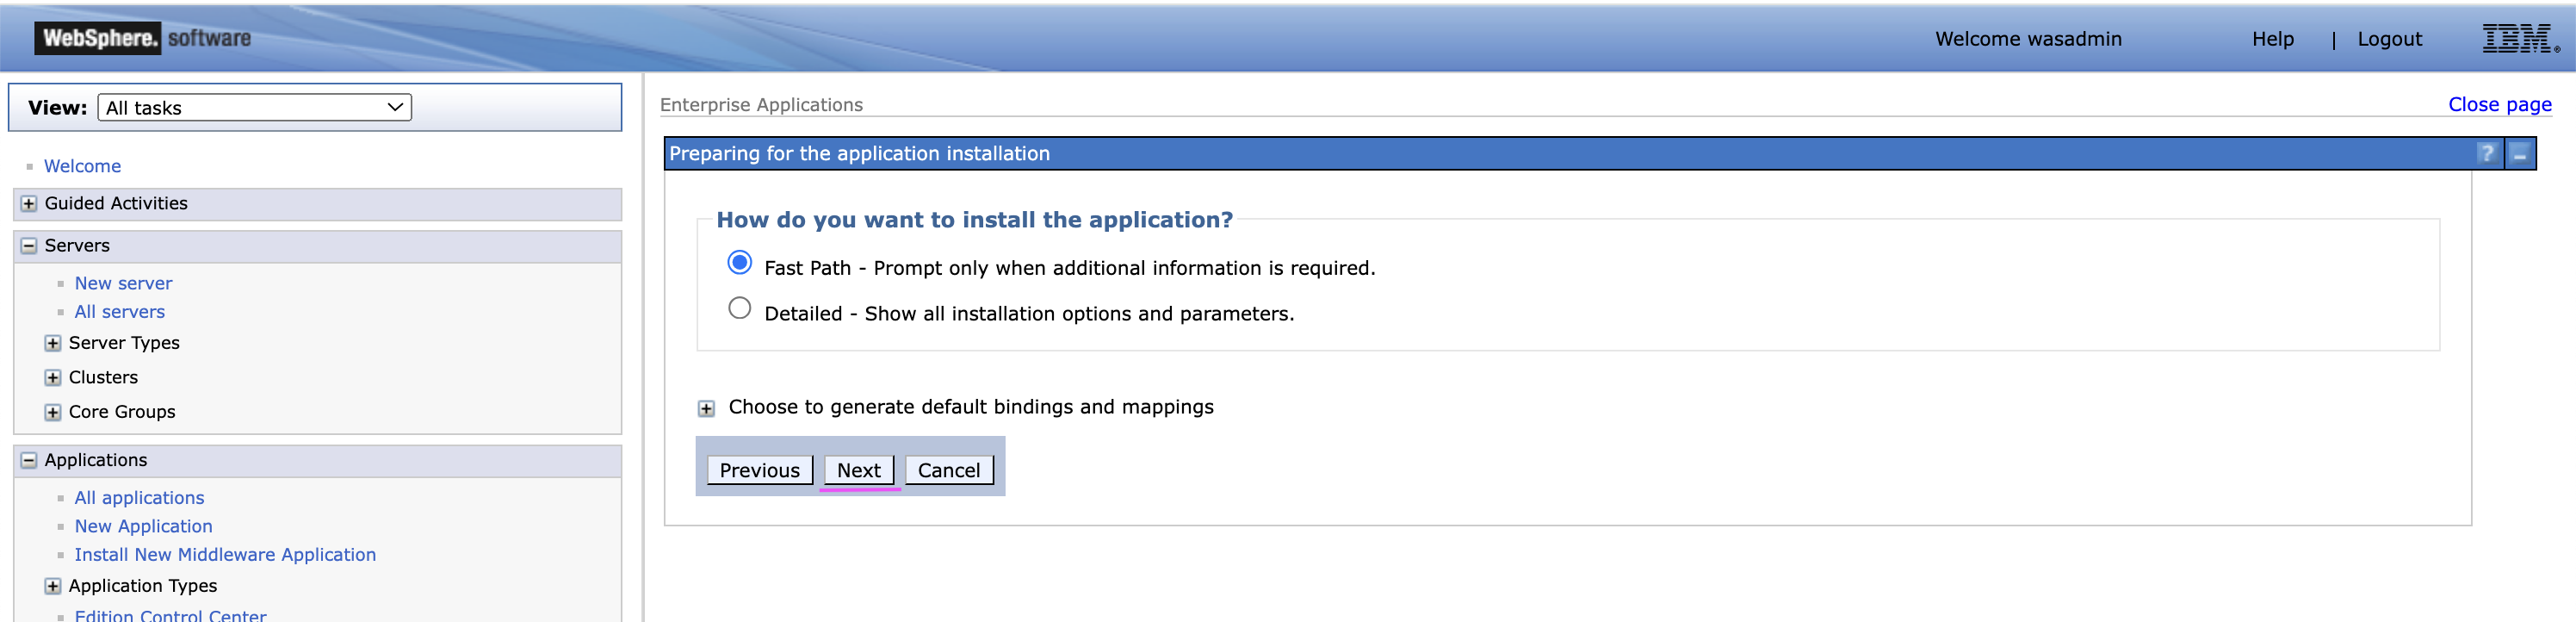 WebSphere. software
Welcome wasadmin
Help | Logout
IBM®
View: All tasks
Welcome
Guided Activities
Servers
New server
All servers
Server Types
Clusters
Core Groups
Applications
All applications
New Application
Install New Middleware Application
Application Types
Edition Control Center
Enterprise Applications
Close page
Preparing for the application installation
?
How do you want to install the application?
Fast Path - Prompt only when additional information is required.
Detailed - Show all installation options and parameters.
Choose to generate default bindings and mappings
Previous Next Cancel